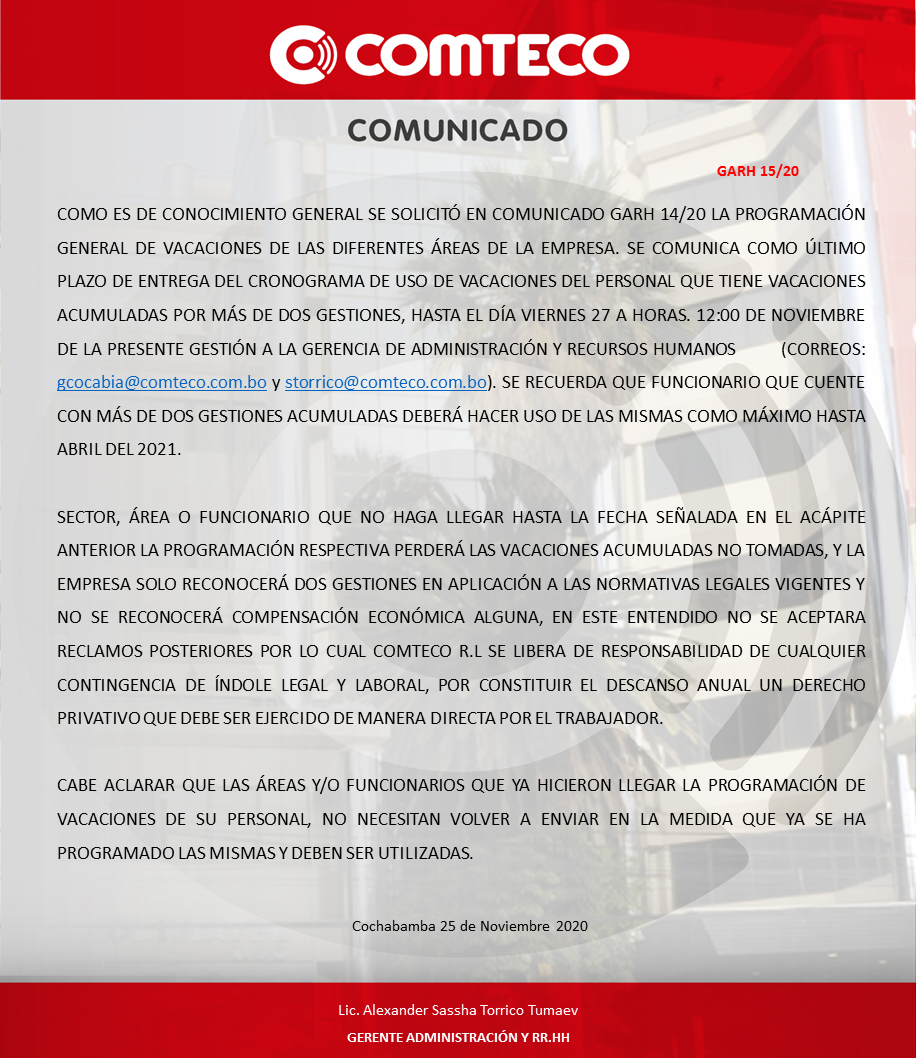 COMTECO
COMUNICADO
GARH 15/20
COMO ES DE CONOCIMIENTO GENERAL SE SOLICITÓ EN COMUNICADO GARH 14/20 LA PROGRAMACIÓN
GENERAL DE VACACIONES DE LAS DIFERENTES ÁREAS DE LA EMPRESA. SE COMUNICA COMO ÚLTIMO
PLAZO DE ENTREGA DEL CRONOGRAMA DE USO DE VACACIONES DEL PERSONAL QUE TIENE VACACIONES
ACUMULADAS POR MÁS DE DOS GESTIONES, HASTA EL DÍA VIERNES 27 A HORAS. 12:00 DE NOVIEMBRE
DE LA PRESENTE GESTIÓN A LA GERENCIA DE ADMINISTRACIÓN Y RECURSOS HUMANOS (CORREOS:
gcocabia@comteco.com.bo y storrico@comteco.com.bo). SE RECUERDA QUE FUNCIONARIO QUE CUENTE
CON MÁS DE DOS GESTIONES ACUMULADAS DEBERÁ HACER USO DE LAS MISMAS COMO MÁXIMO HASTA
ABRIL DEL 2021.
SECTOR, ÁREA O FUNCIONARIO QUE NO HAGA LLEGAR HASTA LA FECHA SEÑALADA EN EL ACÁPITE
ANTERIOR LA PROGRAMACIÓN RESPECTIVA PERDERÁ LAS VACACIONES ACUMULADAS NO TOMADAS, Y LA
EMPRESA SOLO RECONOCERÁ DOS GESTIONES EN APLICACIÓN A LAS NORMATIVAS LEGALES VIGENTES Y
NO SE RECONOCERÁ COMPENSACIÓN ECONÓMICA ALGUNA, EN ESTE ENTENDIDO NO SE ACEPTARA
RECLAMOS POSTERIORES POR LO CUAL COMTECO R.L SE LIBERA DE RESPONSABILIDAD DE CUALQUIER
CONTINGENCIA DE ÍNDOLE LEGAL Y LABORAL, POR CONSTITUIR EL DESCANSO ANUAL UN DERECHO
PRIVATIVO QUE DEBE SER EJERCIDO DE MANERA DIRECTA POR EL TRABAJADOR.
CABE ACLARAR QUE LAS ÁREAS Y/O FUNCIONARIOS QUE YA HICIERON LLEGAR LA PROGRAMACIÓN DE
VACACIONES DE SU PERSONAL, NO NECESITAN VOLVER A ENVIAR EN LA MEDIDA QUE YA SE HA
PROGRAMADO LAS MISMAS Y DEBEN SER UTILIZADAS.
Cochabamba 25 de Noviembre 2020
Lic. Alexander Sassha Torrico Tumaev
GERENTE ADMINISTRACIÓN Y RR.HH